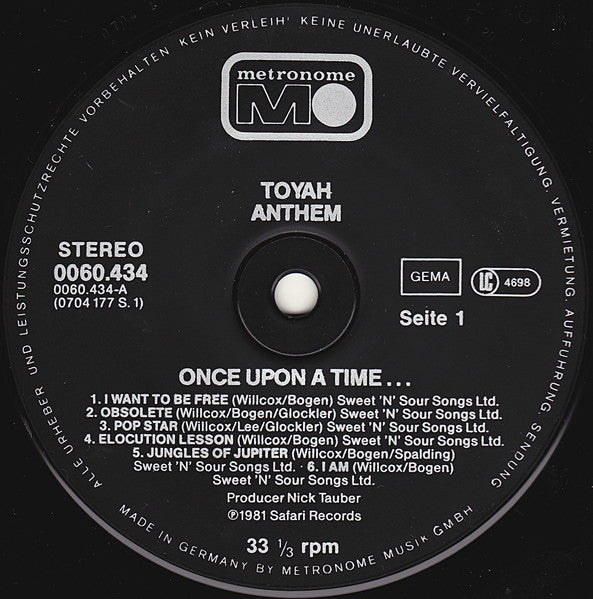 ALLE URHEBER UND LEISTUNGSSCHUTZRECHTE VORBEHALTEN KEIN VERLEIH' KEINE UNERLAUBTE VERVIELFÄLTIGUNG, VERMIETUNG, AUFFÜHRUNG, SENDUNG
metronome
MO
TOYAH
ANTHEM
STEREO
0060.434
0060.434-A
(0704 177 S. 1)
GEMA
LC 4698
Seite 1
ONCE UPON A TIME...
1. I WANT TO BE FREE (Willcox/Bogen) Sweet 'N' Sour Songs Ltd.
2. OBSOLETE (Willcox/Bogen/Glockler) Sweet 'N' Sour Songs Ltd.
3. POP STAR (Willcox/Lee/Glockler) Sweet 'N' Sour Songs Ltd.
4. ELOCUTION LESSON (Willcox/Bogen) Sweet 'N' Sour Songs Ltd.
5. JUNGLES OF JUPITER (Willcox/Bogen/Spalding)
Sweet 'N' Sour Songs Ltd. · 6. I AM (Willcox/Bogen)
Sweet 'N' Sour Songs Ltd.
Producer Nick Tauber
℗1981 Safari Records
33 1/3 rpm
MADE IN GERMANY BY METRONOME MUSIK GMBH